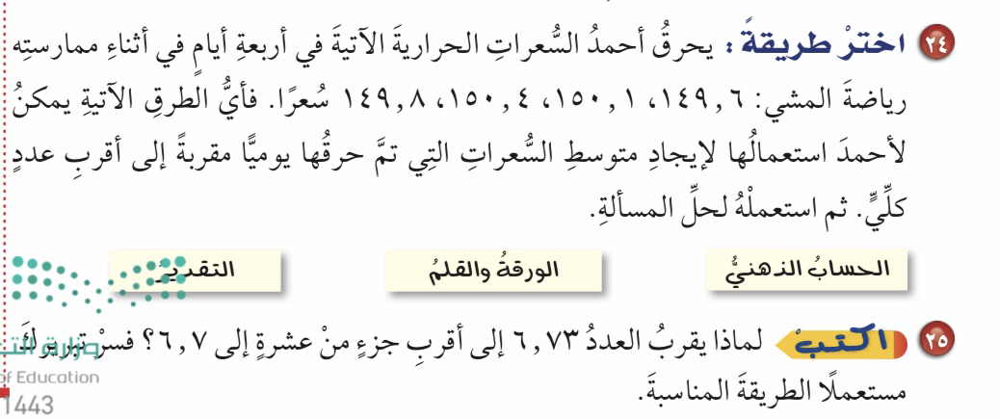 ٢٤ اخترْ طريقةً : يحرقُ أحمدُ السُّعراتِ الحراريةَ الآتيةَ في أربعةِ أيامٍ في أثناءِ ممارستِه
رياضةَ المشيِ: ١٤٩,٦، ١٥٠,١، ١٥٠,٤، ١٤٩,٨ سُعرًا. فأيُّ الطرقِ الآتيةِ يمكنُ
لأحمدَ استعمالُها لإيجادِ متوسطِ السُّعراتِ التِي تمَّ حرقُها يوميًّا مقربةً إلى أقربِ عددٍ
كلِّيٍّ. ثم استعملْهُ لحلِّ المسألةِ.
الحسابُ الذهنيُّ الورقةُ والقلمُ التقديرُ
٢٥ اكتبْ لماذا يقربُ العددُ ٦,٧٣ إلى أقربِ جزءٍ منْ عشرةٍ إلى ٦,٧؟ فسرْ تبريركَ
مستعملًا الطريقةَ المناسبةَ.
وزارة التـ
of Education
1443